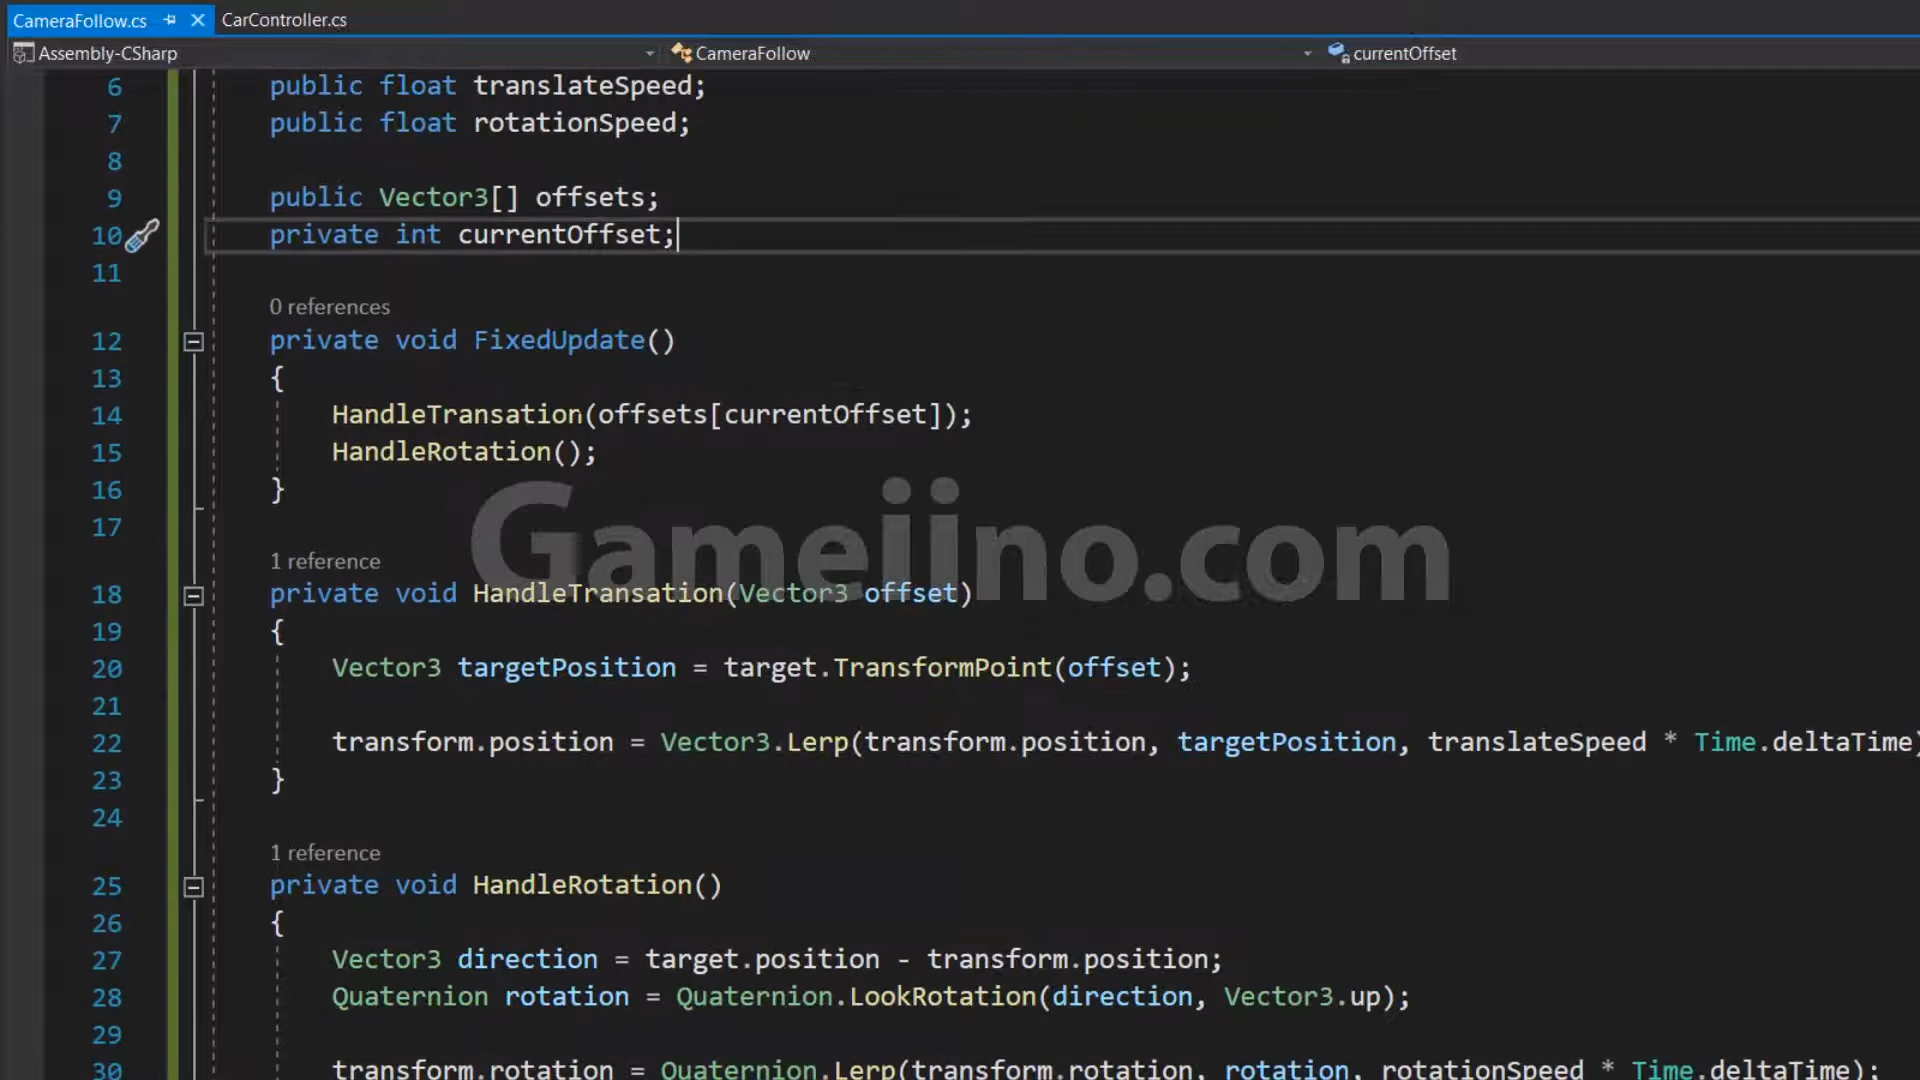 CameraFollow.cs
CarController.cs
Assembly-CSharp
CameraFollow
currentOffset
6 public float translateSpeed;
7 public float rotationSpeed;
8
9 public Vector3[] offsets;
10 private int currentOffset;
11
0 references
12 private void FixedUpdate()
13 {
14 HandleTransation(offsets[currentOffset]);
15 HandleRotation();
16 }
17
Gameiino.com
1 reference
18 private void HandleTransation(Vector3 offset)
19 {
20 Vector3 targetPosition = target.TransformPoint(offset);
21
22 transform.position = Vector3.Lerp(transform.position, targetPosition, translateSpeed * Time.deltaTime)
23 }
24
1 reference
25 private void HandleRotation()
26 {
27 Vector3 direction = target.position - transform.position;
28 Quaternion rotation = Quaternion.LookRotation(direction, Vector3.up);
29
30 transform.rotation = Quaternion.Lerp(transform.rotation, rotation, rotationSpeed * Time.deltaTime);